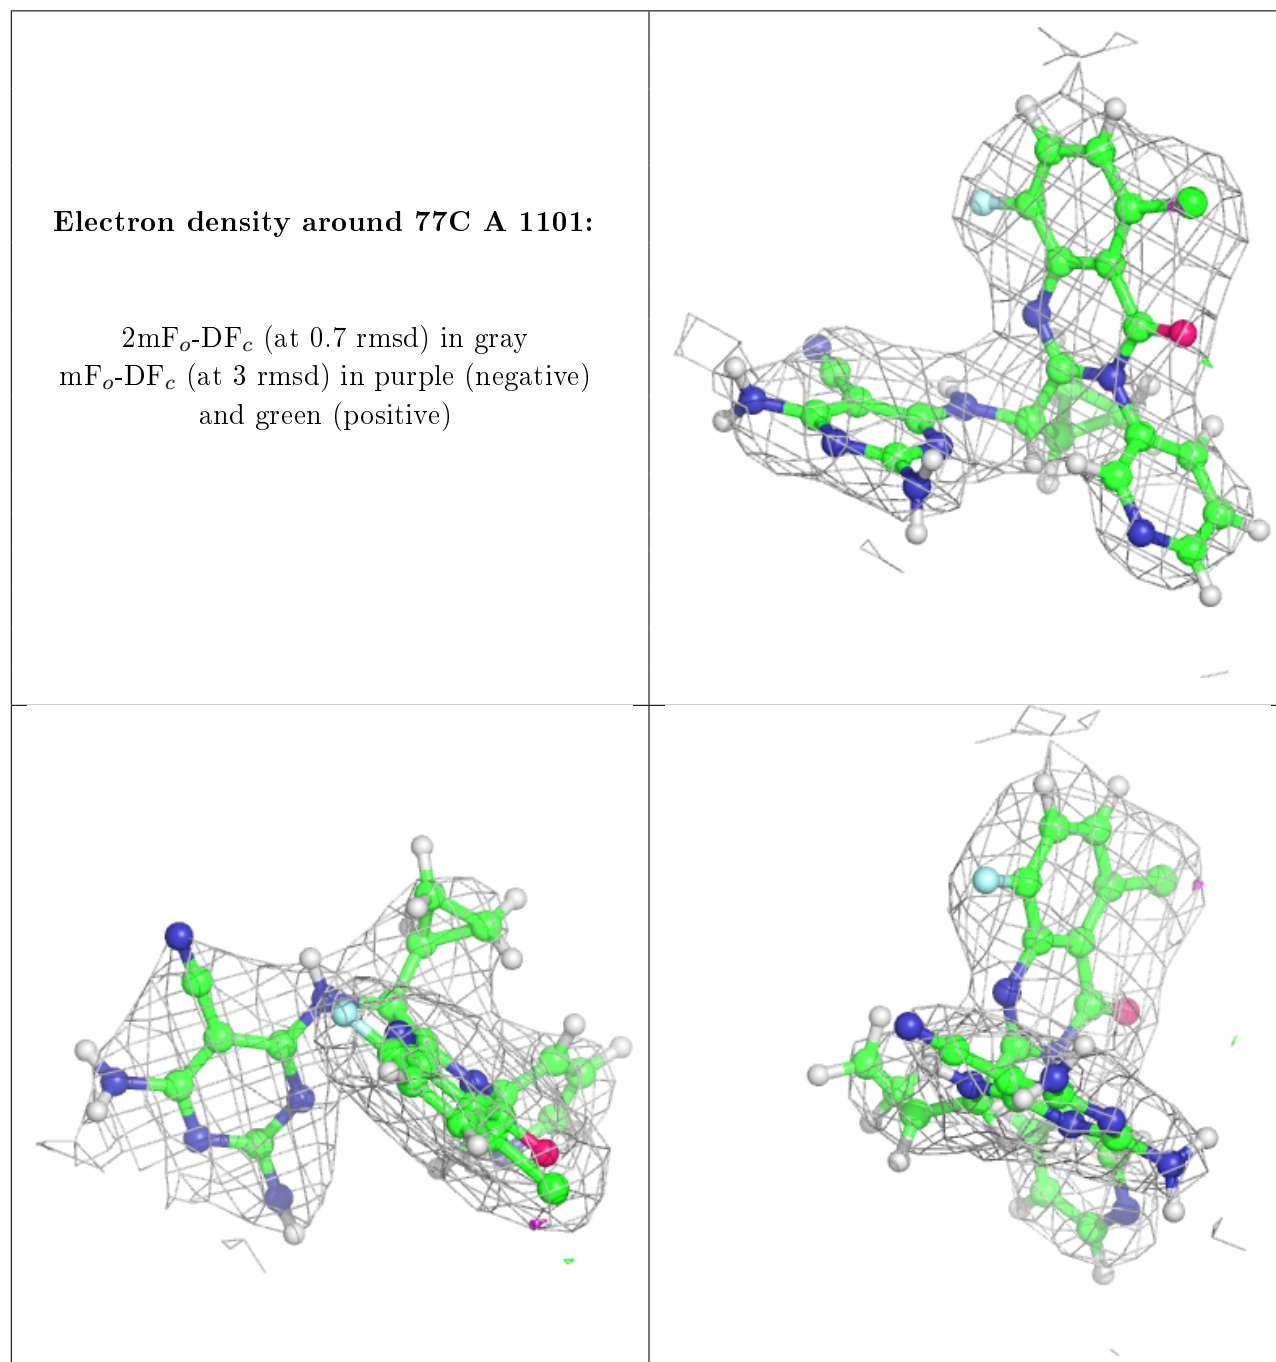 Electron density around 77C A 1101:
2mFo-DFc (at 0.7 rmsd) in gray
mFo-DFc (at 3 rmsd) in purple (negative)
and green (positive)